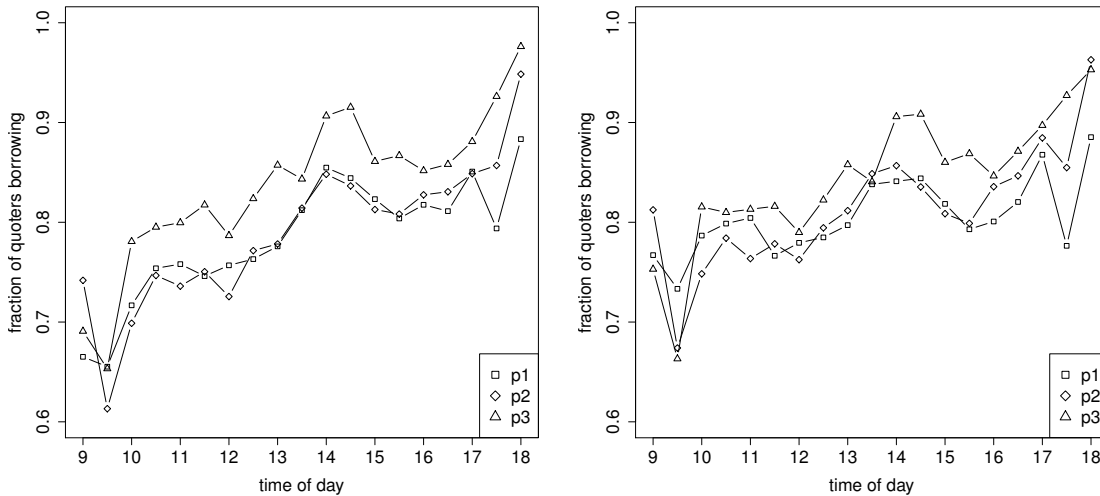 1.0
0.9
0.8
0.7
0.6
fraction of quoters borrowing
p1
p2
p3
9 10 11 12 13 14 15 16 17 18
time of day
1.0
0.9
0.8
0.7
0.6
fraction of quoters borrowing
p1
p2
p3
9 10 11 12 13 14 15 16 17 18
time of day